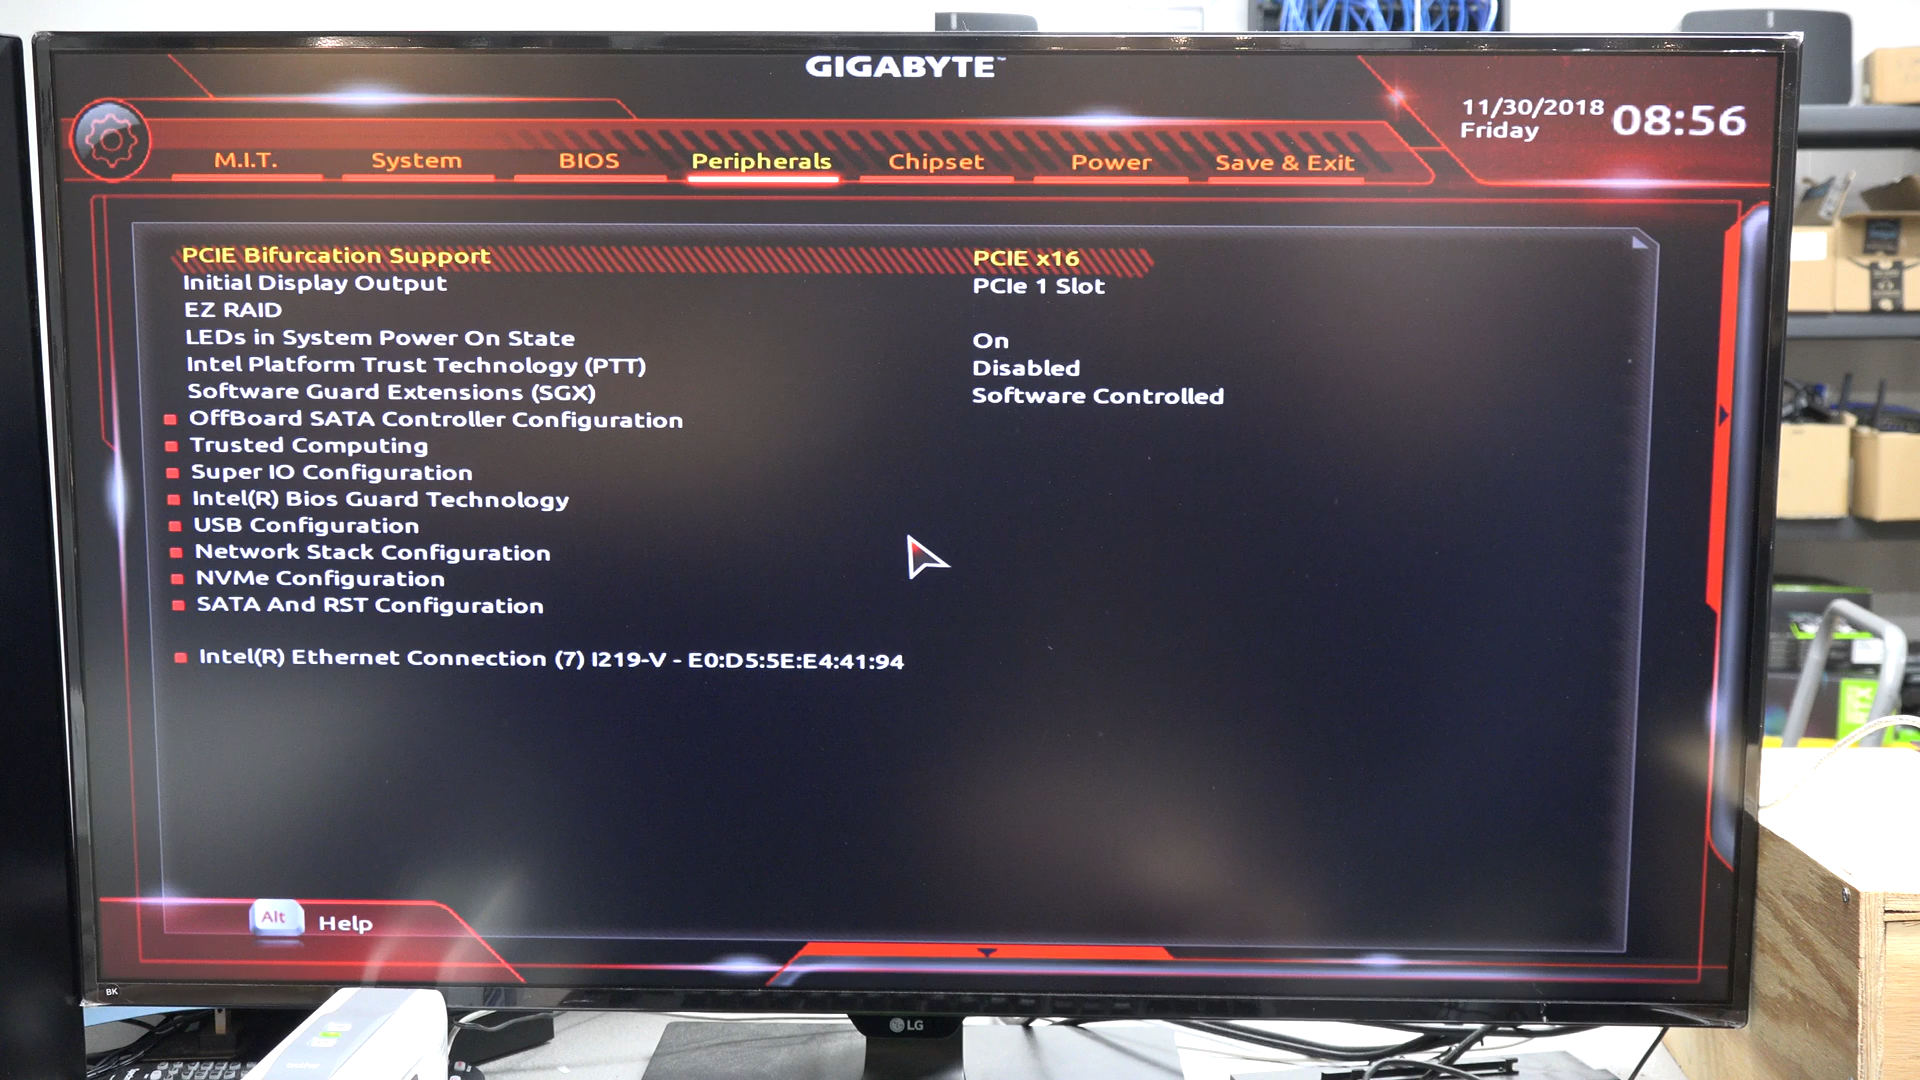 GIGABYTE™
11/30/2018
Friday
08:56
M.I.T. System BIOS Peripherals Chipset Power Save & Exit
PCIE Bifurcation Support PCIE x16
Initial Display Output PCIe 1 Slot
EZ RAID
LEDs in System Power On State On
Intel Platform Trust Technology (PTT) Disabled
Software Guard Extensions (SGX) Software Controlled
OffBoard SATA Controller Configuration
Trusted Computing
Super IO Configuration
Intel(R) Bios Guard Technology
USB Configuration
Network Stack Configuration
NVMe Configuration
SATA And RST Configuration
Intel(R) Ethernet Connection (7) I219-V - E0:D5:5E:E4:41:94
Alt Help
BK
LG
RTX